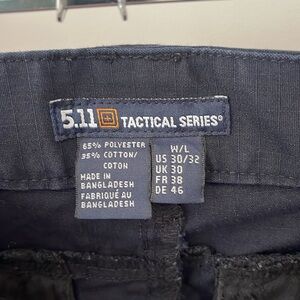 5.11 TACTICAL SERIES®
65% POLYESTER
35% COTTON/
COTON
MADE IN
BANGLADESH
FABRIQUÉ AU
BANGLADESH
W/L
US 30/32
UK 30
FR 38
DE 46